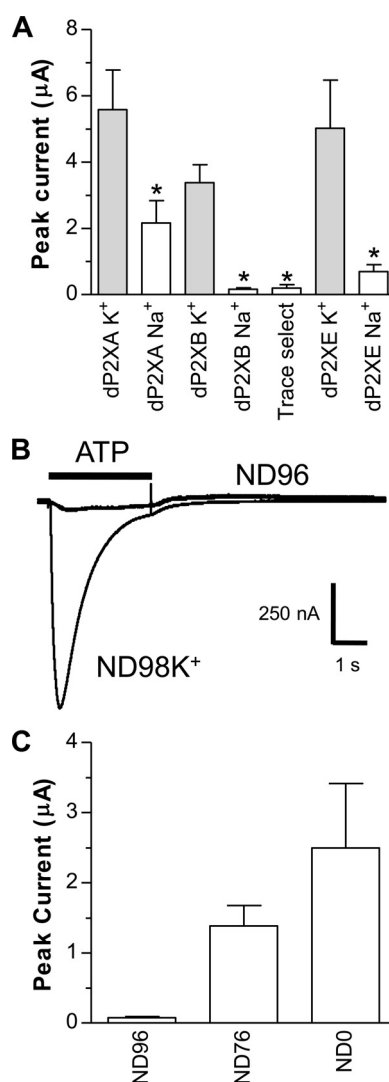 A
Peak current (μA)
8
6
4
2
0
*
*
*
*
dP2XA K⁺
dP2XA Na⁺
dP2XB K⁺
dP2XB Na⁺
Trace select
dP2XE K⁺
dP2XE Na⁺
B
ATP
ND96
250 nA
1 s
ND98K⁺
C
Peak Current (μA)
4
3
2
1
0
ND96
ND76
ND0